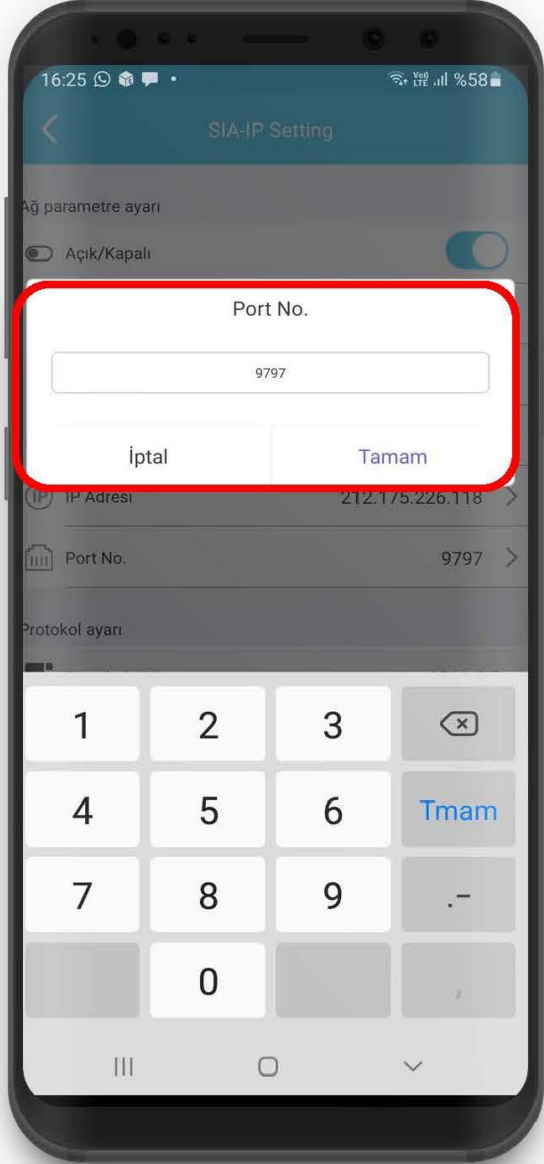 16:25 %58
SIA-IP Setting
Ağ parametre ayarı
Açık/Kapalı
Port No.
9797
İptal Tamam
IP Adresi 212.175.226.118
Port No. 9797
Protokol ayarı
1 2 3
4 5 6 Tmam
7 8 9 .-
0 ,